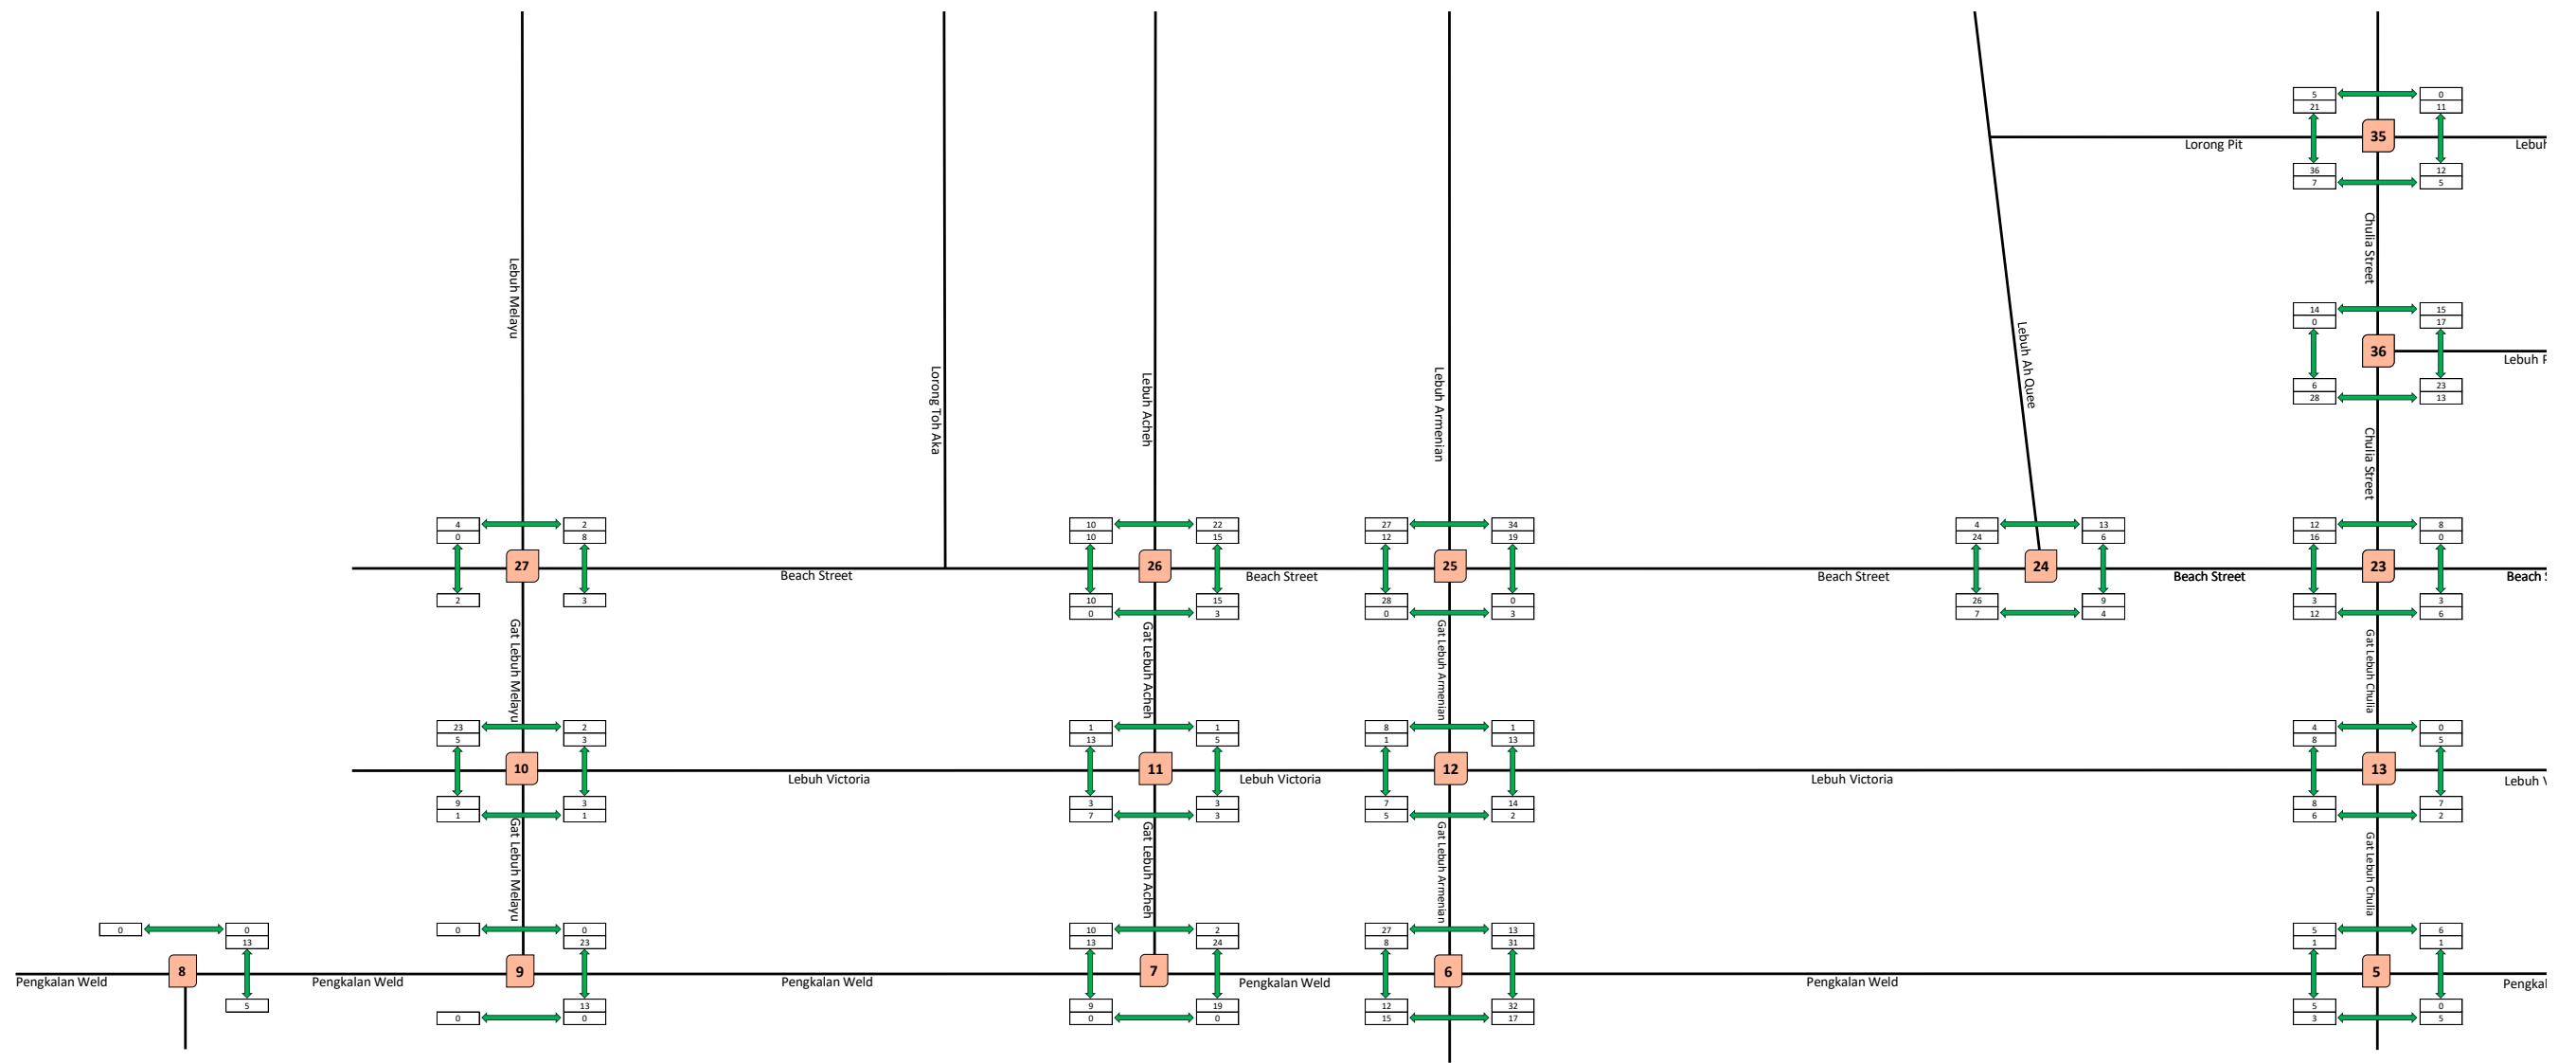 5 0
21 11
35
Lorong Pit
36 12
7 5
Chulia Street
14 15
0 17
36
6 23
28 13
Lebuh Melayu
Lorong Toh Aka
Lebuh Acheh
Lebuh Armenian
Lebuh Ah Quee
Chulia Street
4 2 10 22 27 34 4 13 12 8
0 8 10 15 12 19 24 6 16 0
27 26 25 24 23
Beach Street Beach Street Beach Street Beach Street Beach
2 3 10 15 28 0 26 9 3 3
0 3 0 3 7 4 12 6
Gat Lebuh Melayu
Gat Lebuh Acheh
Gat Lebuh Armenian
Gat Lebuh Chulia
23 2 1 1 8 1 4 0
5 3 13 5 1 13 8 5
10 11 12 13
Lebuh Victoria Lebuh Victoria Lebuh Victoria
9 3 3 3 7 14 8 7
1 1 7 3 5 2 6 2
Gat Lebuh Melayu
Gat Lebuh Acheh
Gat Lebuh Armenian
Gat Lebuh Chulia
0 0 0 0 10 2 27 13 5 6
13 23 13 24 8 31 1 1
8 9 7 6 5
Pengkalan Weld Pengkalan Weld Pengkalan Weld Pengkalan Weld Pengkalan Weld
5 13 9 19 12 32 5 0
0 0 0 0 15 17 3 5